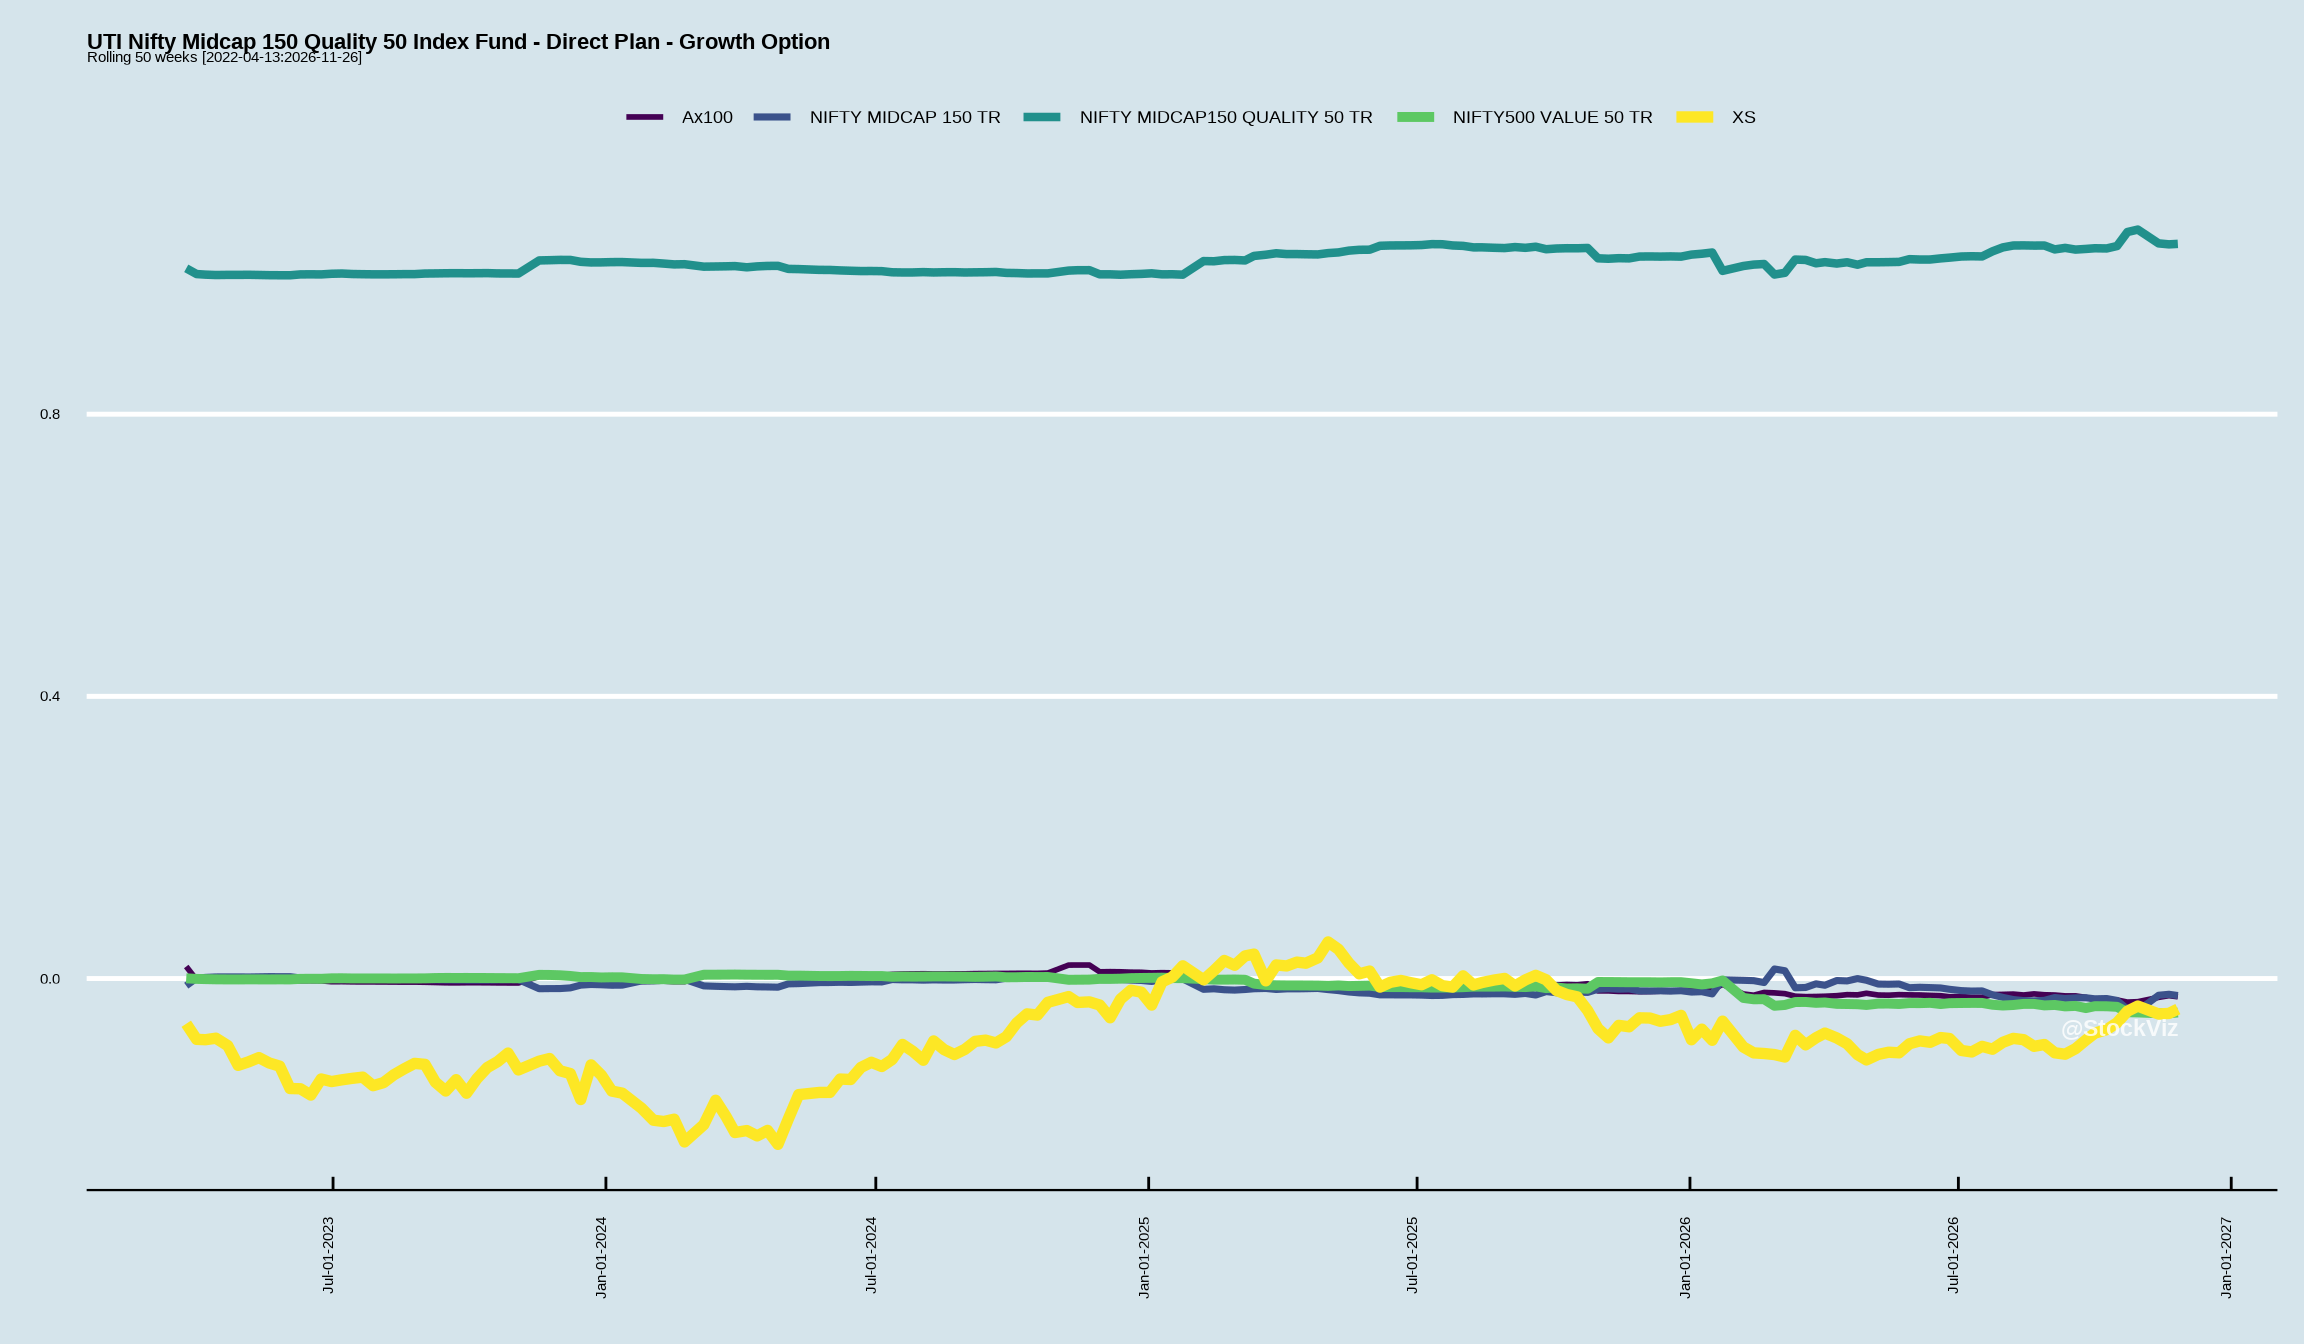 UTI Nifty Midcap 150 Quality 50 Index Fund - Direct Plan - Growth Option
Rolling 50 weeks [2022-04-13:2026-11-26]
Ax100 NIFTY MIDCAP 150 TR NIFTY MIDCAP150 QUALITY 50 TR NIFTY500 VALUE 50 TR XS
0.8
0.4
0.0
@StockViz
Jul-01-2023 Jan-01-2024 Jul-01-2024 Jan-01-2025 Jul-01-2025 Jan-01-2026 Jul-01-2026 Jan-01-2027